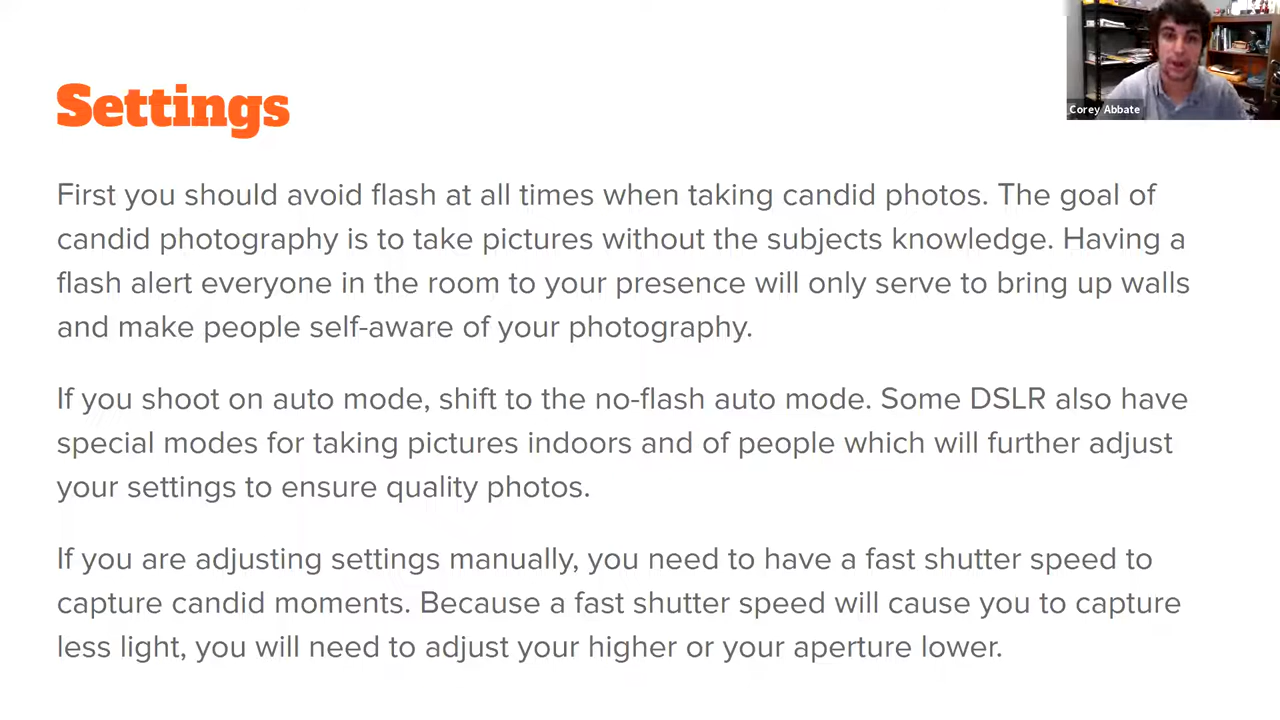 Settings
Corey Abbate
First you should avoid flash at all times when taking candid photos. The goal of
candid photography is to take pictures without the subjects knowledge. Having a
flash alert everyone in the room to your presence will only serve to bring up walls
and make people self-aware of your photography.
If you shoot on auto mode, shift to the no-flash auto mode. Some DSLR also have
special modes for taking pictures indoors and of people which will further adjust
your settings to ensure quality photos.
If you are adjusting settings manually, you need to have a fast shutter speed to
capture candid moments. Because a fast shutter speed will cause you to capture
less light, you will need to adjust your higher or your aperture lower.